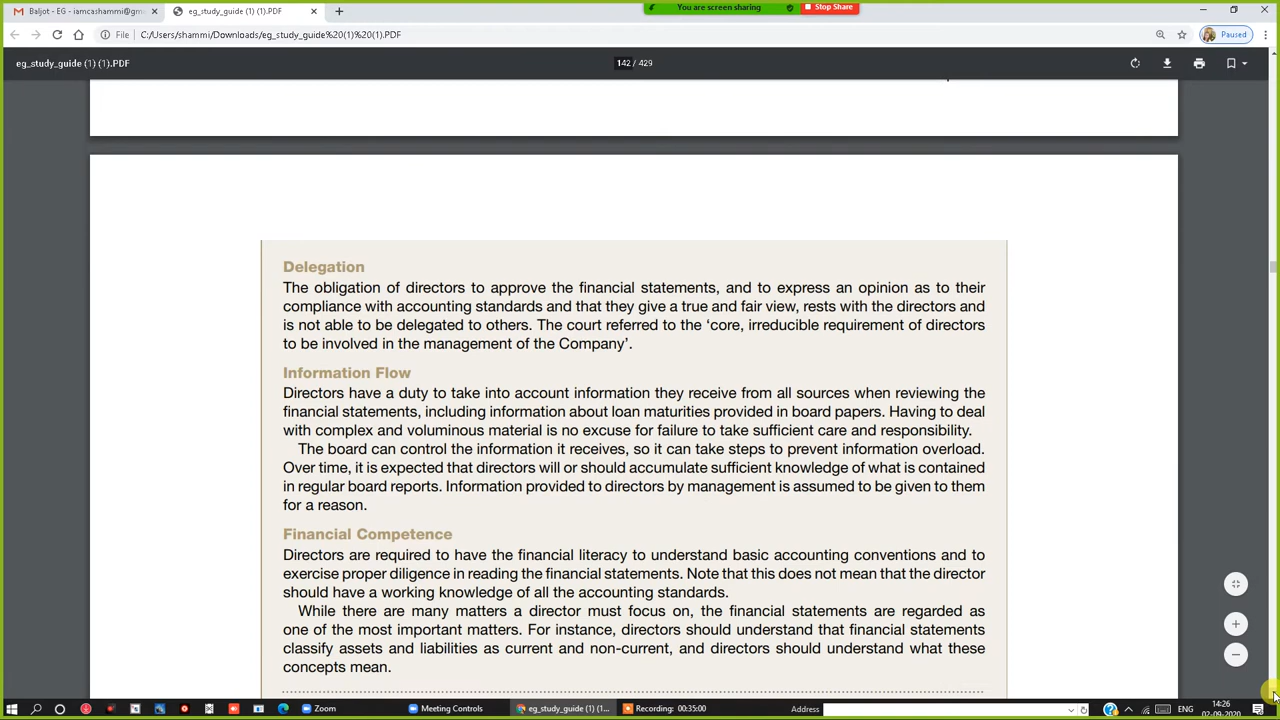 Baljot - EG - iamcashammi@gm
eg_study_guide (1) (1).PDF
You are screen sharing
Stop Share
File
C:/Users/shammi/Downloads/eg_study_guide%20(1)%20(1).PDF
Paused
eg_study_guide (1) (1).PDF
142 / 429
Delegation
The obligation of directors to approve the financial statements, and to express an opinion as to their
compliance with accounting standards and that they give a true and fair view, rests with the directors and
is not able to be delegated to others. The court referred to the ‘core, irreducible requirement of directors
to be involved in the management of the Company’.
Information Flow
Directors have a duty to take into account information they receive from all sources when reviewing the
financial statements, including information about loan maturities provided in board papers. Having to deal
with complex and voluminous material is no excuse for failure to take sufficient care and responsibility.
The board can control the information it receives, so it can take steps to prevent information overload.
Over time, it is expected that directors will or should accumulate sufficient knowledge of what is contained
in regular board reports. Information provided to directors by management is assumed to be given to them
for a reason.
Financial Competence
Directors are required to have the financial literacy to understand basic accounting conventions and to
exercise proper diligence in reading the financial statements. Note that this does not mean that the director
should have a working knowledge of all the accounting standards.
While there are many matters a director must focus on, the financial statements are regarded as
one of the most important matters. For instance, directors should understand that financial statements
classify assets and liabilities as current and non-current, and directors should understand what these
concepts mean.
Zoom
Meeting Controls
eg_study_guide (1) (1...
Recording: 00:35:00
Address
ENG
14:26
02-09-2020